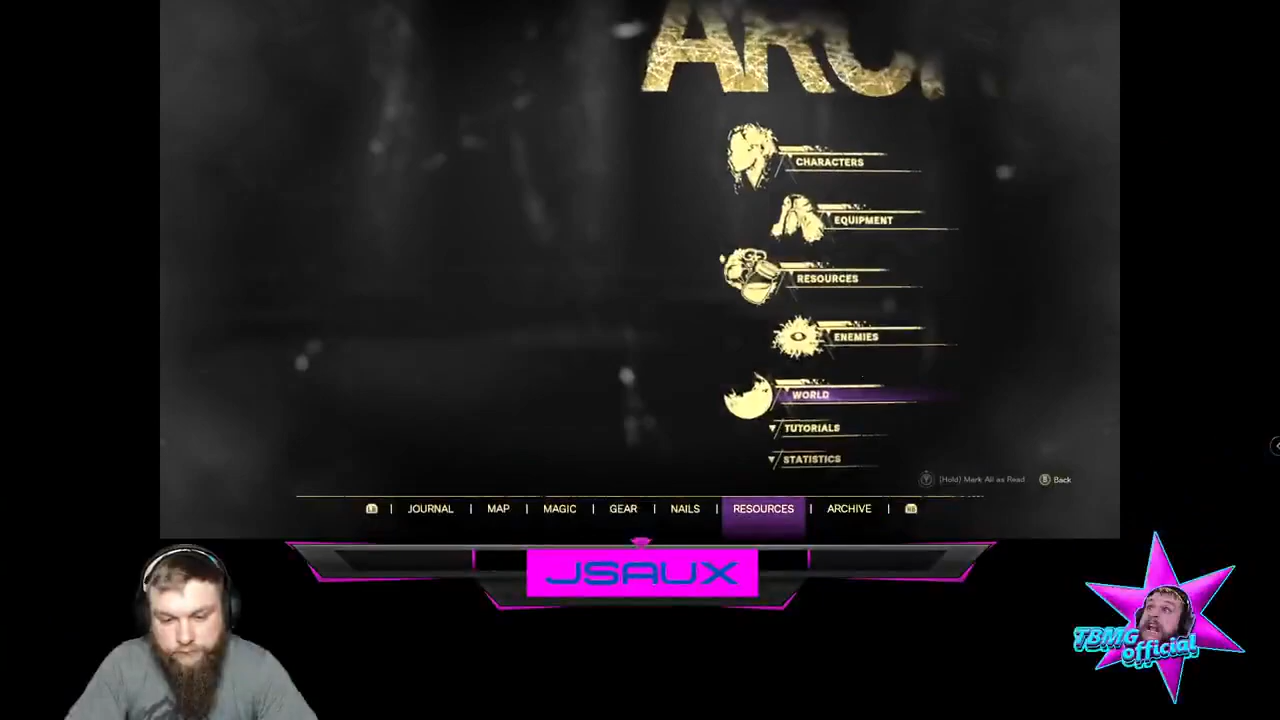 CHARACTERS
EQUIPMENT
RESOURCES
ENEMIES
WORLD
TUTORIALS
STATISTICS
[Hold] Mark All as Read B Back
JOURNAL | MAP | MAGIC | GEAR | NAILS | RESOURCES | ARCHIVE
JSAUX
TBMG
official